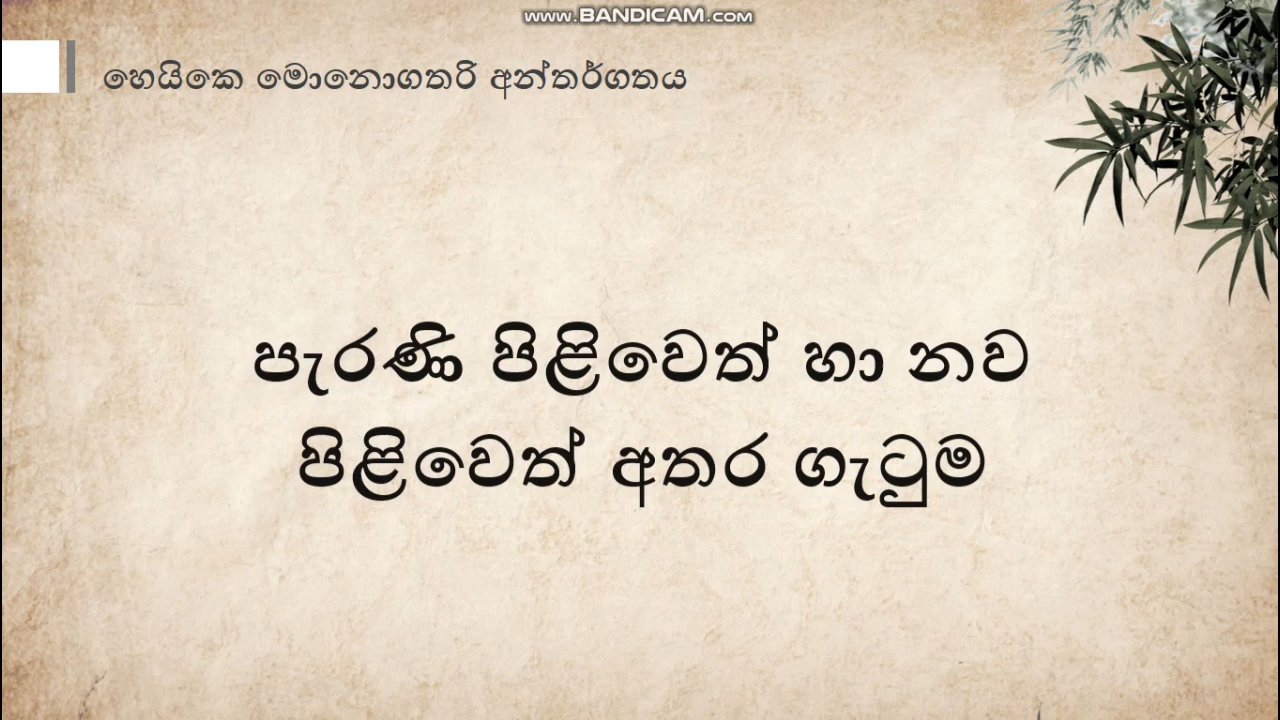 www.BANDICAM.com
හෙයිකෙ මොනොගතරි අන්තර්ගතය
පැරණි පිළිවෙත් හා නව
පිළිවෙත් අතර ගැටුම